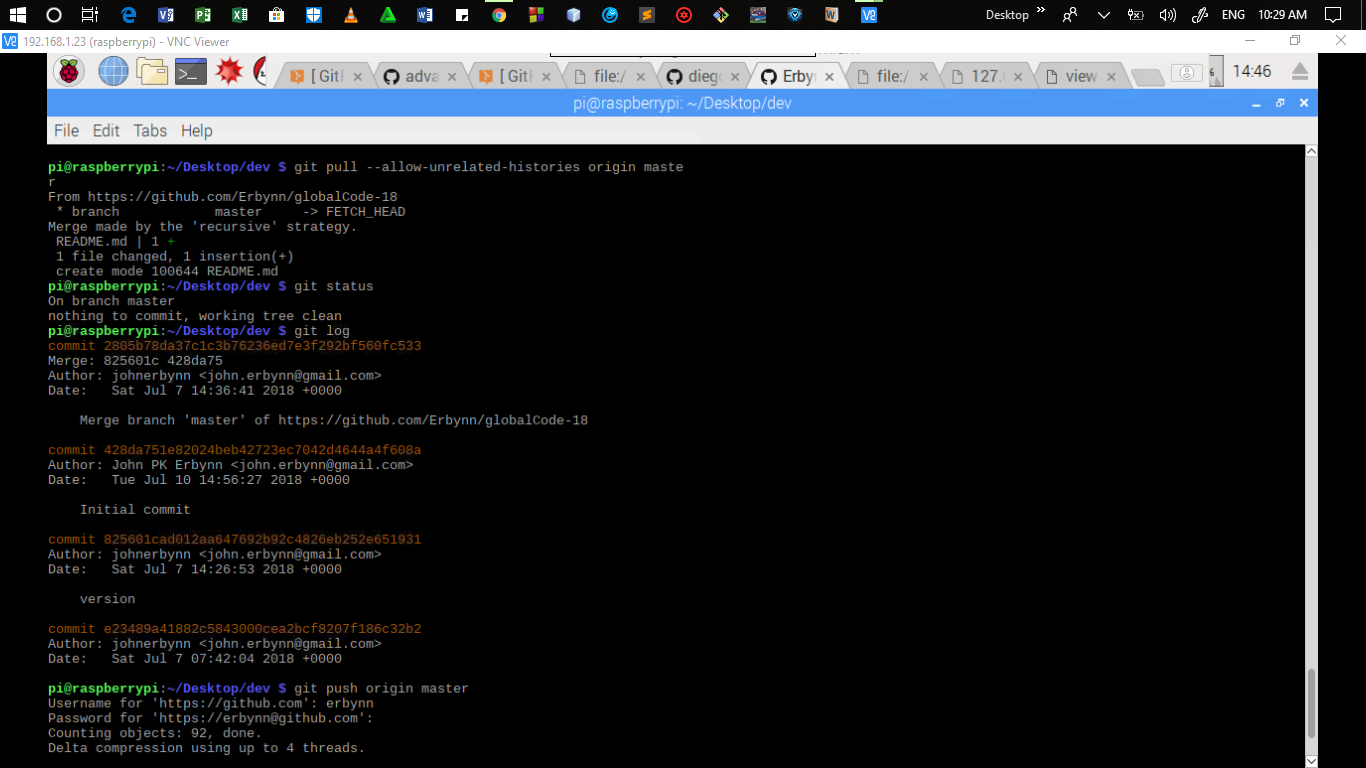 Desktop
ENG 10:29 AM
192.168.1.23 (raspberrypi) - VNC Viewer
[ GitF
adva
[ GitF
file:/
dieg
Erby
file:/
127.
view
14:46
pi@raspberrypi: ~/Desktop/dev
File Edit Tabs Help
pi@raspberrypi:~/Desktop/dev $ git pull --allow-unrelated-histories origin maste
r
From https://github.com/Erbynn/globalCode-18
 * branch            master     -> FETCH_HEAD
Merge made by the 'recursive' strategy.
 README.md | 1 +
 1 file changed, 1 insertion(+)
 create mode 100644 README.md
pi@raspberrypi:~/Desktop/dev $ git status
On branch master
nothing to commit, working tree clean
pi@raspberrypi:~/Desktop/dev $ git log
commit 2805b78da37c1c3b76236ed7e3f292bf560fc533
Merge: 825601c 428da75
Author: johnerbynn <john.erbynn@gmail.com>
Date:   Sat Jul 7 14:36:41 2018 +0000
    Merge branch 'master' of https://github.com/Erbynn/globalCode-18
commit 428da751e82024beb42723ec7042d4644a4f608a
Author: John PK Erbynn <john.erbynn@gmail.com>
Date:   Tue Jul 10 14:56:27 2018 +0000
    Initial commit
commit 825601cad012aa647692b92c4826eb252e651931
Author: johnerbynn <john.erbynn@gmail.com>
Date:   Sat Jul 7 14:26:53 2018 +0000
    version
commit e23489a41882c5843000cea2bcf8207f186c32b2
Author: johnerbynn <john.erbynn@gmail.com>
Date:   Sat Jul 7 07:42:04 2018 +0000
pi@raspberrypi:~/Desktop/dev $ git push origin master
Username for 'https://github.com': erbynn
Password for 'https://erbynn@github.com':
Counting objects: 92, done.
Delta compression using up to 4 threads.